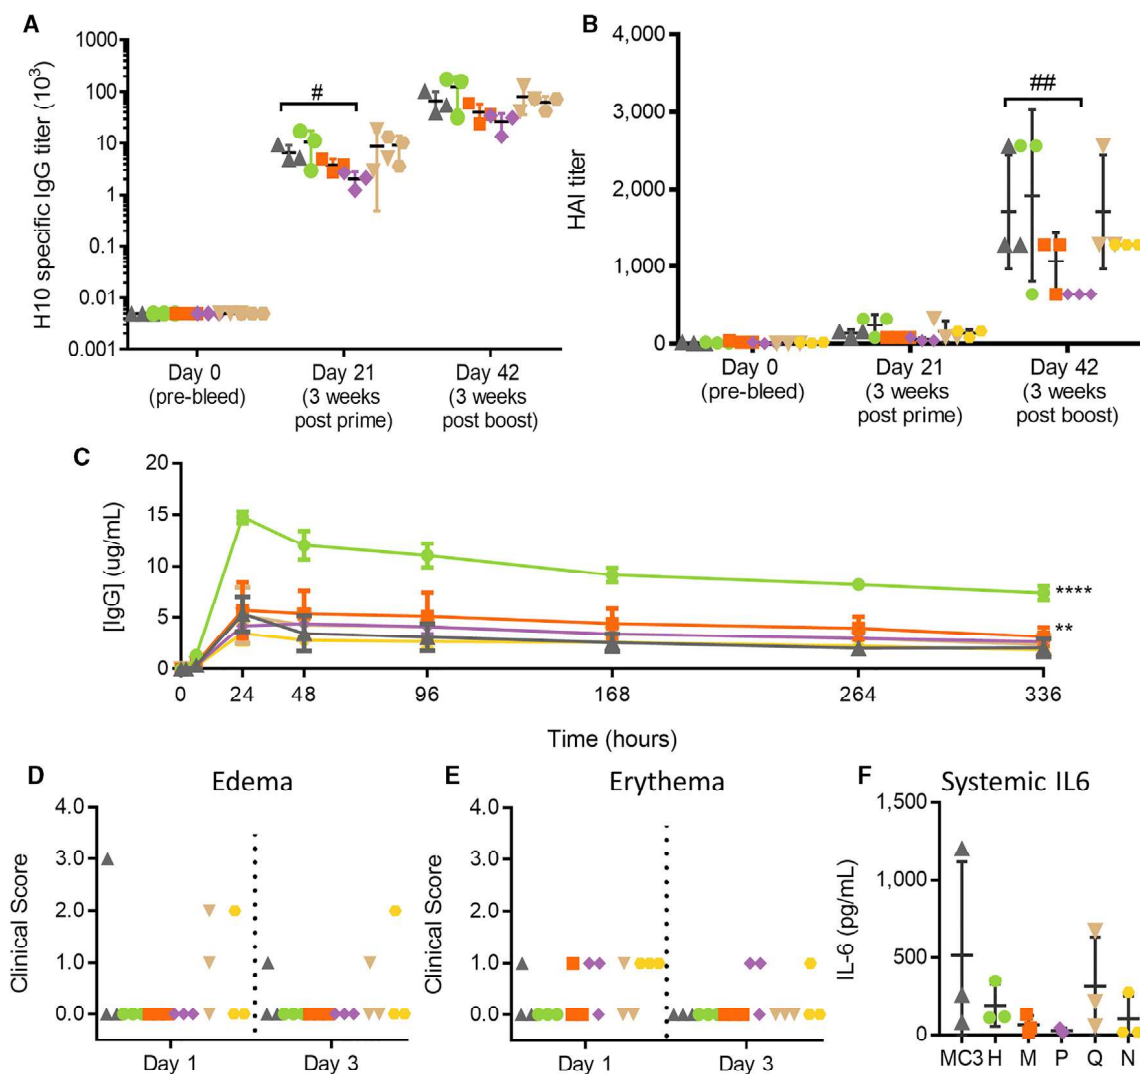 A
H10 specific IgG titer (10³)
1000
100
10
1
0.1
0.01
0.001
#
Day 0
(pre-bleed)
Day 21
(3 weeks
post prime)
Day 42
(3 weeks
post boost)
B
HAI titer
4,000
3,000
2,000
1,000
0
##
Day 0
(pre-bleed)
Day 21
(3 weeks
post prime)
Day 42
(3 weeks
post boost)
C
[IgG] (ug/mL)
20
15
10
5
0
****
**
0
24
48
96
168
264
336
Time (hours)
D
Edema
Clinical Score
4.0
3.0
2.0
1.0
0.0
Day 1
Day 3
E
Erythema
Clinical Score
4.0
3.0
2.0
1.0
0.0
Day 1
Day 3
F
Systemic IL6
IL-6 (pg/mL)
1,500
1,000
500
0
MC3 H M P Q N